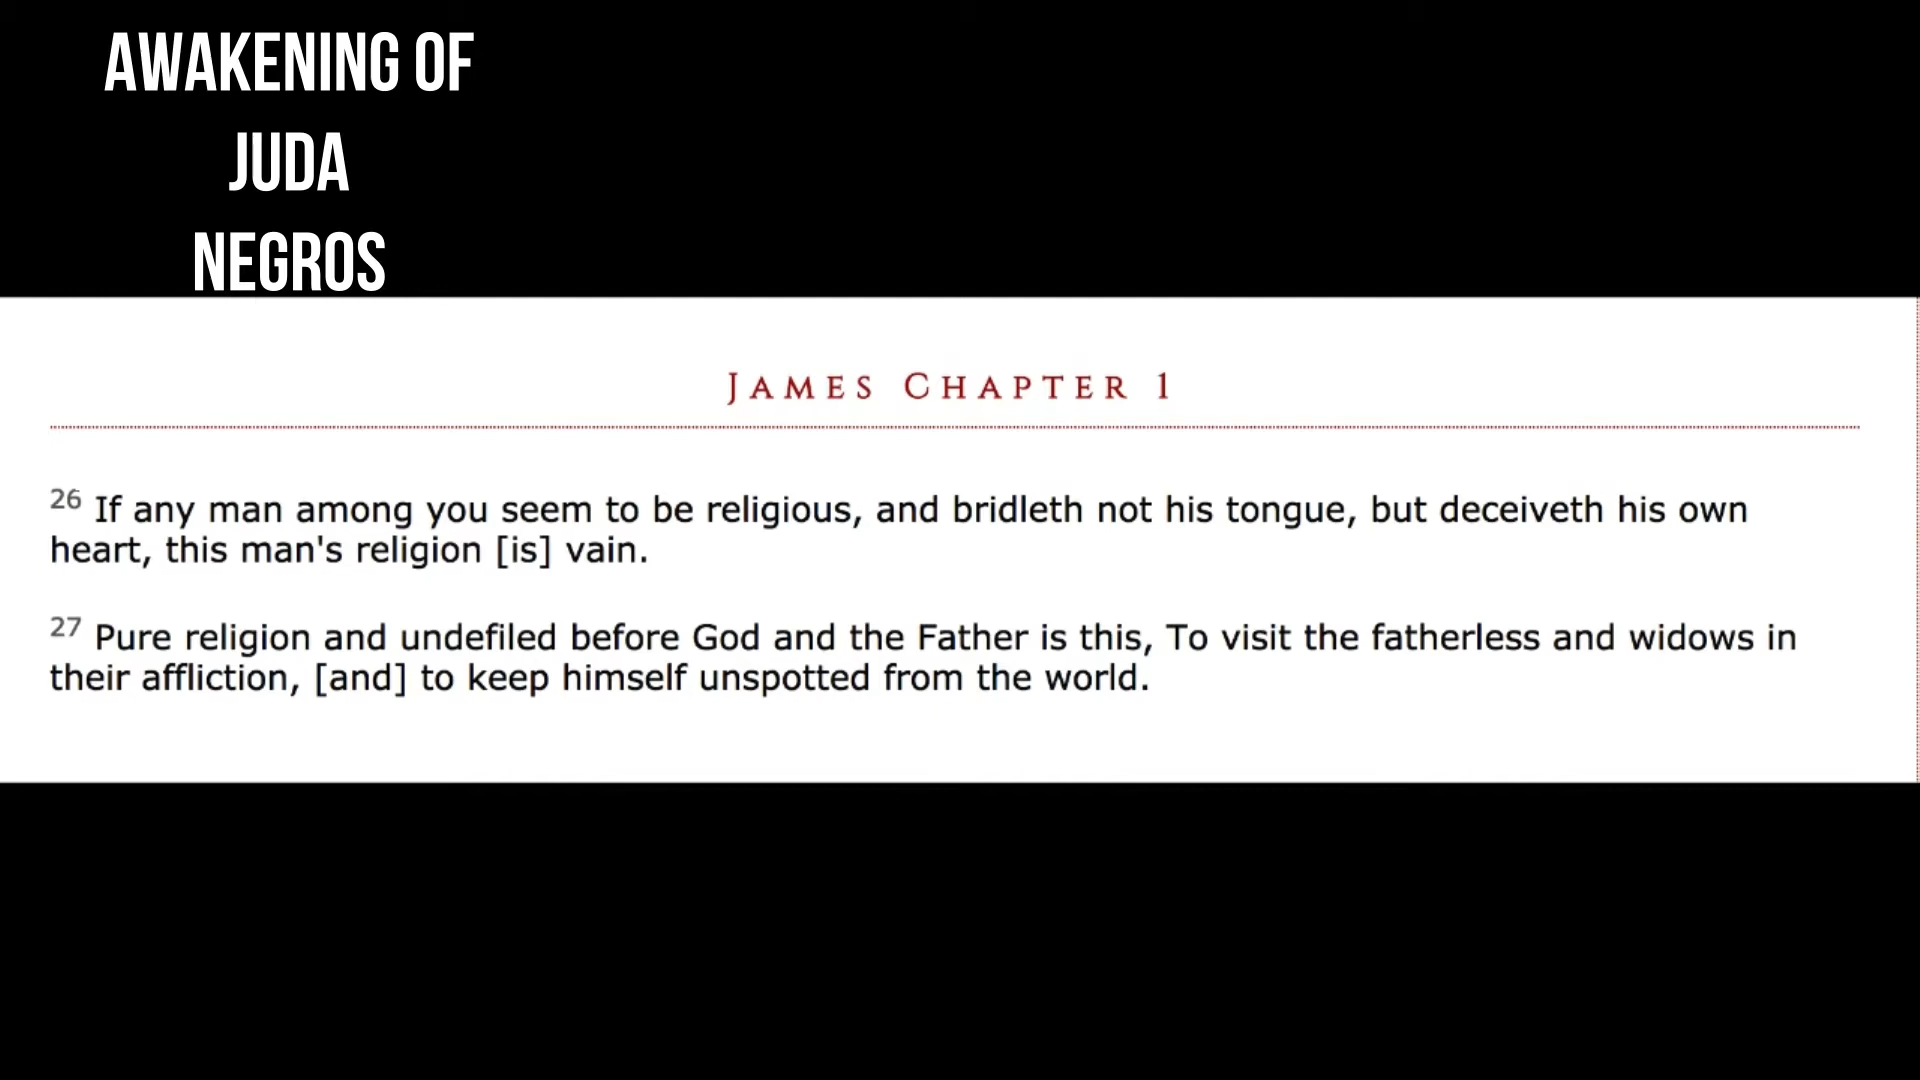 AWAKENING OF
JUDA
NEGROS
JAMES CHAPTER 1
26 If any man among you seem to be religious, and bridleth not his tongue, but deceiveth his own
heart, this man's religion [is] vain.
27 Pure religion and undefiled before God and the Father is this, To visit the fatherless and widows in
their affliction, [and] to keep himself unspotted from the world.